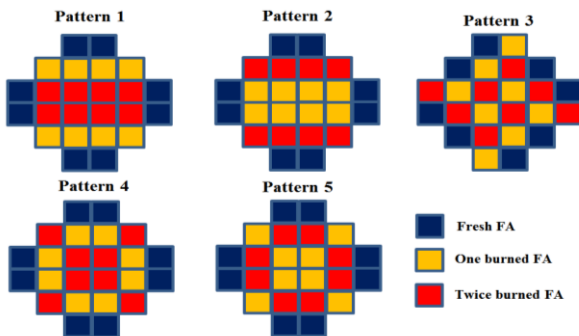 Pattern 1
Pattern 2
Pattern 3
Pattern 4
Pattern 5
Fresh FA
One burned FA
Twice burned FA